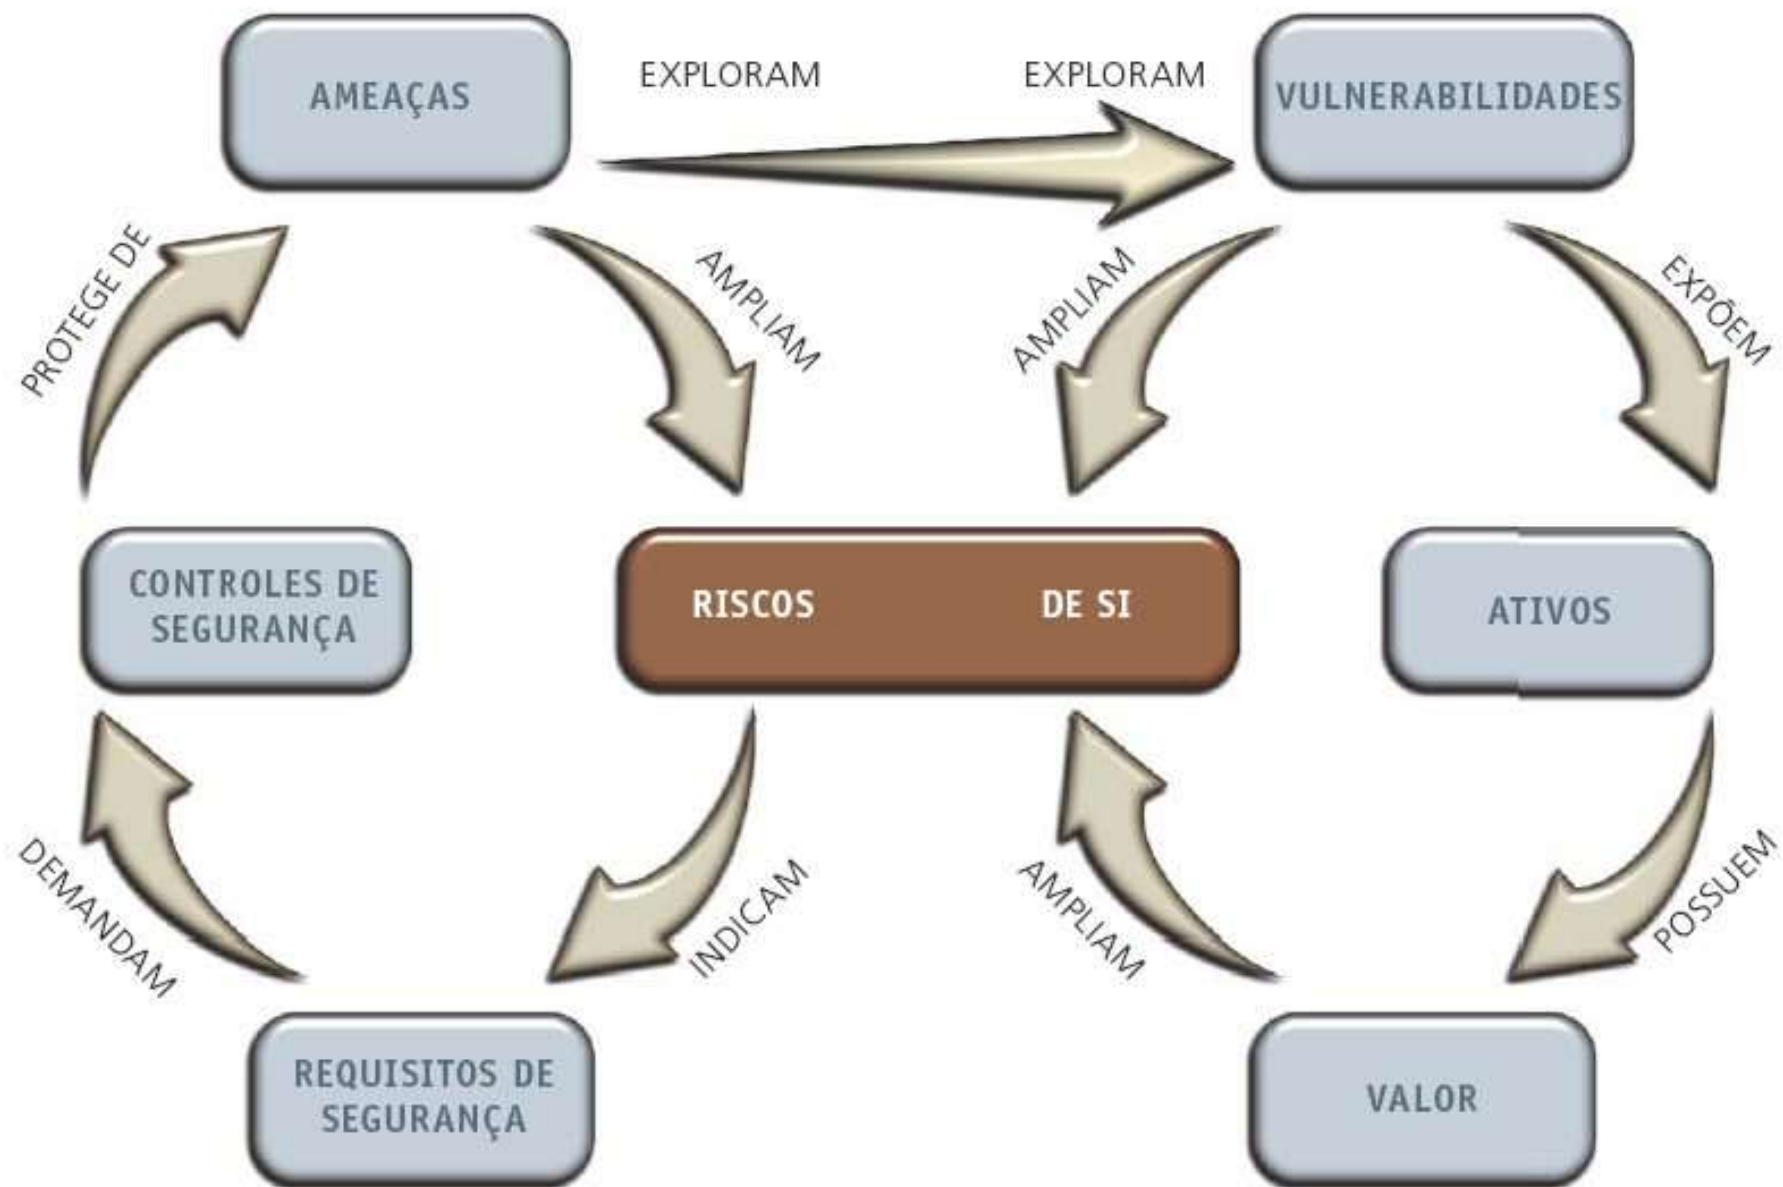 AMEAÇAS
EXPLORAM
EXPLORAM
VULNERABILIDADES
PROTEGE DE
AMPLIAM
AMPLIAM
EXPÕEM
CONTROLES DE
SEGURANÇA
RISCOS
DE SI
ATIVOS
DEMANDAM
INDICAM
AMPLIAM
POSSUEM
REQUISITOS DE
SEGURANÇA
VALOR